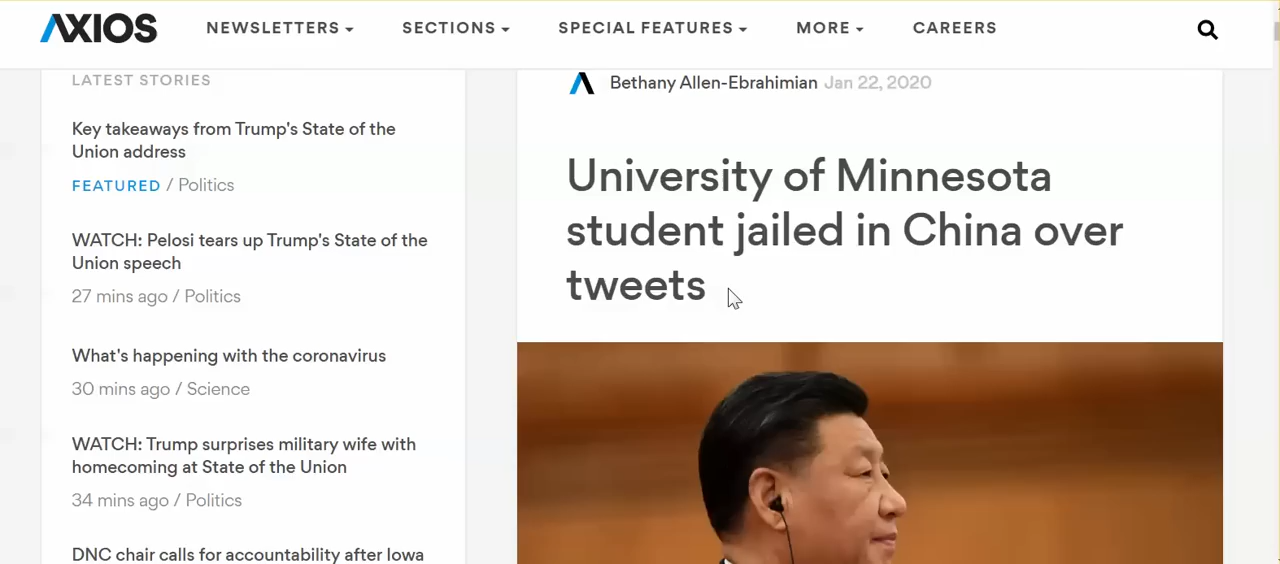 AXIOS
NEWSLETTERS
SECTIONS
SPECIAL FEATURES
MORE
CAREERS
LATEST STORIES
Key takeaways from Trump's State of the
Union address
FEATURED / Politics
WATCH: Pelosi tears up Trump's State of the
Union speech
27 mins ago / Politics
What's happening with the coronavirus
30 mins ago / Science
WATCH: Trump surprises military wife with
homecoming at State of the Union
34 mins ago / Politics
DNC chair calls for accountability after Iowa
Bethany Allen-Ebrahimian Jan 22, 2020
University of Minnesota
student jailed in China over
tweets